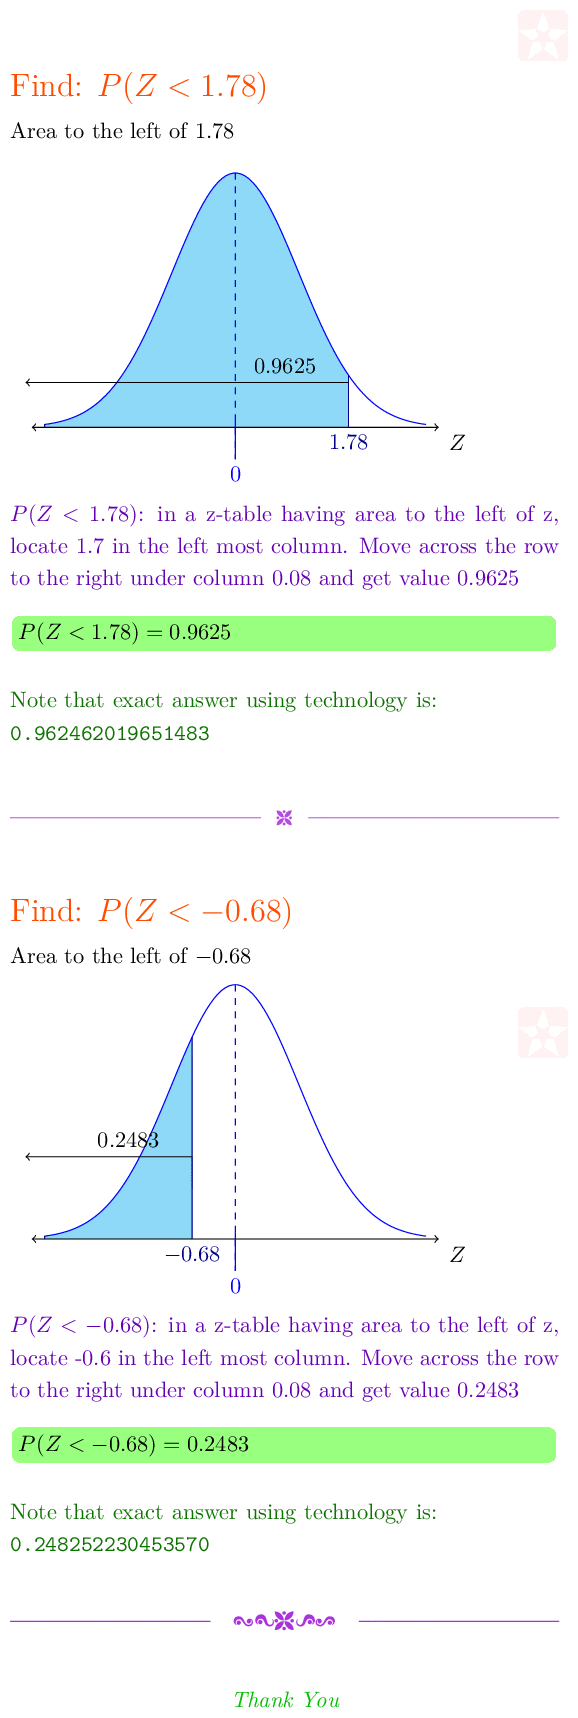 Find: P(Z < 1.78)
Area to the left of 1.78
0.9625
1.78
Z
0
P(Z < 1.78): in a z-table having area to the left of z,
locate 1.7 in the left most column. Move across the row
to the right under column 0.08 and get value 0.9625
P(Z < 1.78) = 0.9625
Note that exact answer using technology is:
0.962462019651483
Find: P(Z < −0.68)
Area to the left of −0.68
0.2483
−0.68
Z
0
P(Z < −0.68): in a z-table having area to the left of z,
locate -0.6 in the left most column. Move across the row
to the right under column 0.08 and get value 0.2483
P(Z < −0.68) = 0.2483
Note that exact answer using technology is:
0.248252230453570
Thank You